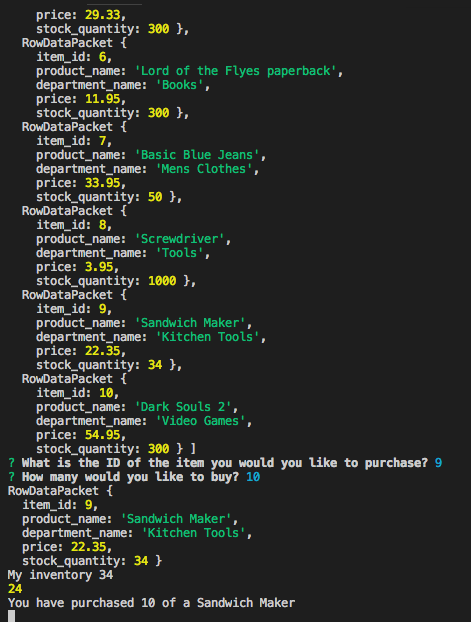 price: 29.33,
stock_quantity: 300 },
RowDataPacket {
item_id: 6,
product_name: 'Lord of the Flyes paperback',
department_name: 'Books',
price: 11.95,
stock_quantity: 300 },
RowDataPacket {
item_id: 7,
product_name: 'Basic Blue Jeans',
department_name: 'Mens Clothes',
price: 33.95,
stock_quantity: 50 },
RowDataPacket {
item_id: 8,
product_name: 'Screwdriver',
department_name: 'Tools',
price: 3.95,
stock_quantity: 1000 },
RowDataPacket {
item_id: 9,
product_name: 'Sandwich Maker',
department_name: 'Kitchen Tools',
price: 22.35,
stock_quantity: 34 },
RowDataPacket {
item_id: 10,
product_name: 'Dark Souls 2',
department_name: 'Video Games',
price: 54.95,
stock_quantity: 300 } ]
? What is the ID of the item you would you like to purchase? 9
? How many would you like to buy? 10
RowDataPacket {
item_id: 9,
product_name: 'Sandwich Maker',
department_name: 'Kitchen Tools',
price: 22.35,
stock_quantity: 34 }
My inventory 34
24
You have purchased 10 of a Sandwich Maker